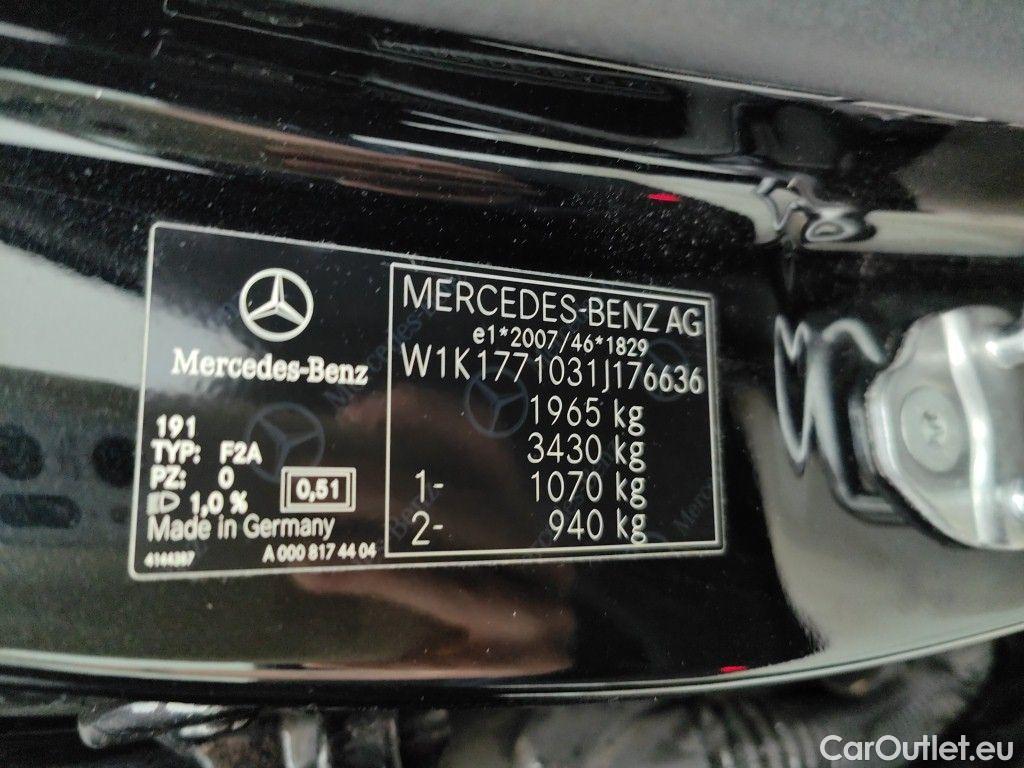 Mercedes-Benz
191
TYP: F2A
PZ: 0
1,0 %
0,51
Made in Germany
A 000 817 44 04
MERCEDES-BENZ AG
e1*2007/46*1829
W1K1771031J176636
1965 kg
3430 kg
1- 1070 kg
2- 940 kg
CarOutlet.eu